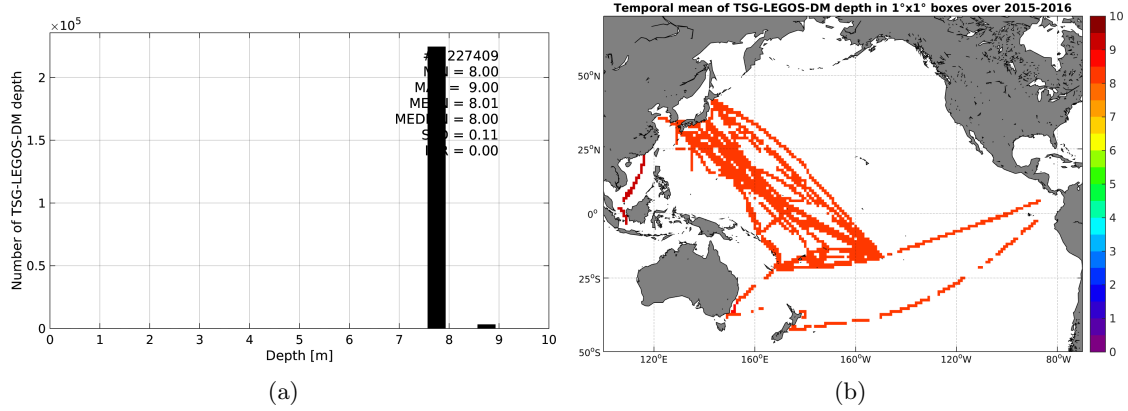 ×10⁵
2
1.5
1
0.5
0
Number of TSG-LEGOS-DM depth
227409
= 8.00
= 9.00
= 8.01
= 8.00
= 0.11
= 0.00
0 1 2 3 4 5 6 7 8 9 10
Depth [m]
(a)
Temporal mean of TSG-LEGOS-DM depth in 1°x1° boxes over 2015-2016
50°N
25°N
0°
25°S
50°S
120°E 160°E 160°W 120°W 80°W
10
9
8
7
6
5
4
3
2
1
0
(b)